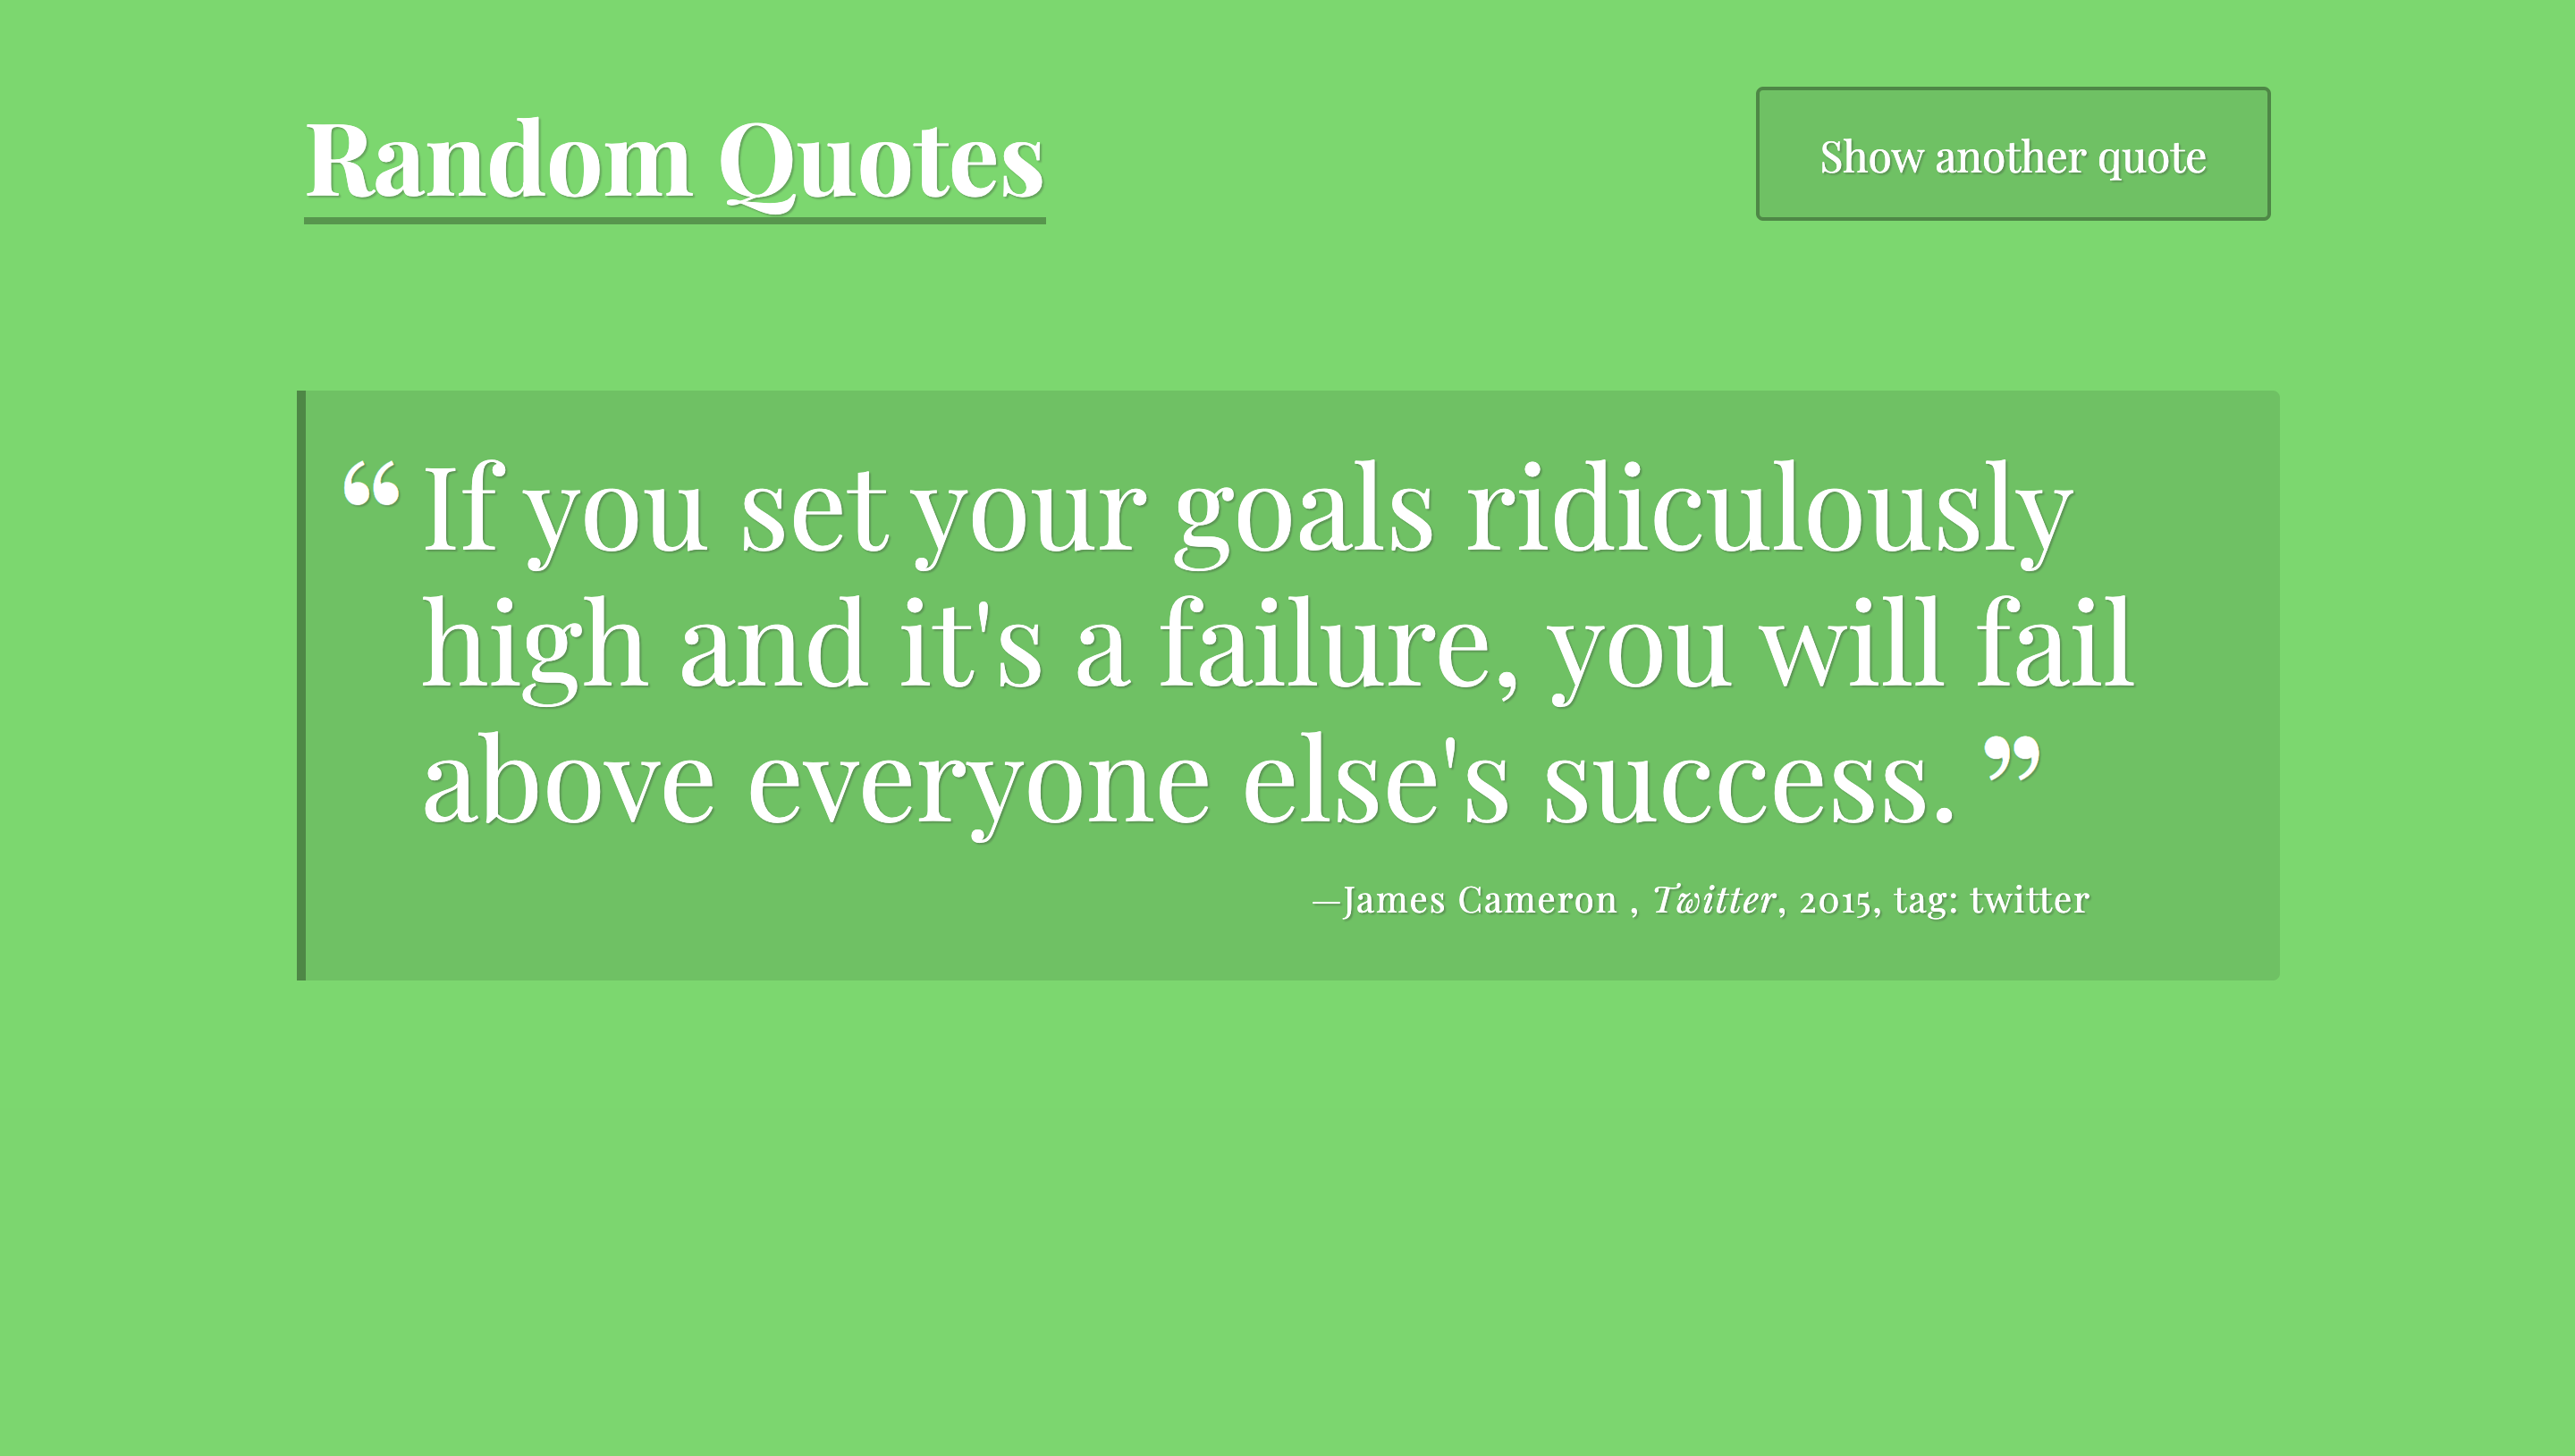 Random Quotes
Show another quote
“ If you set your goals ridiculously
high and it's a failure, you will fail
above everyone else's success. ”
—James Cameron , Twitter, 2015, tag: twitter